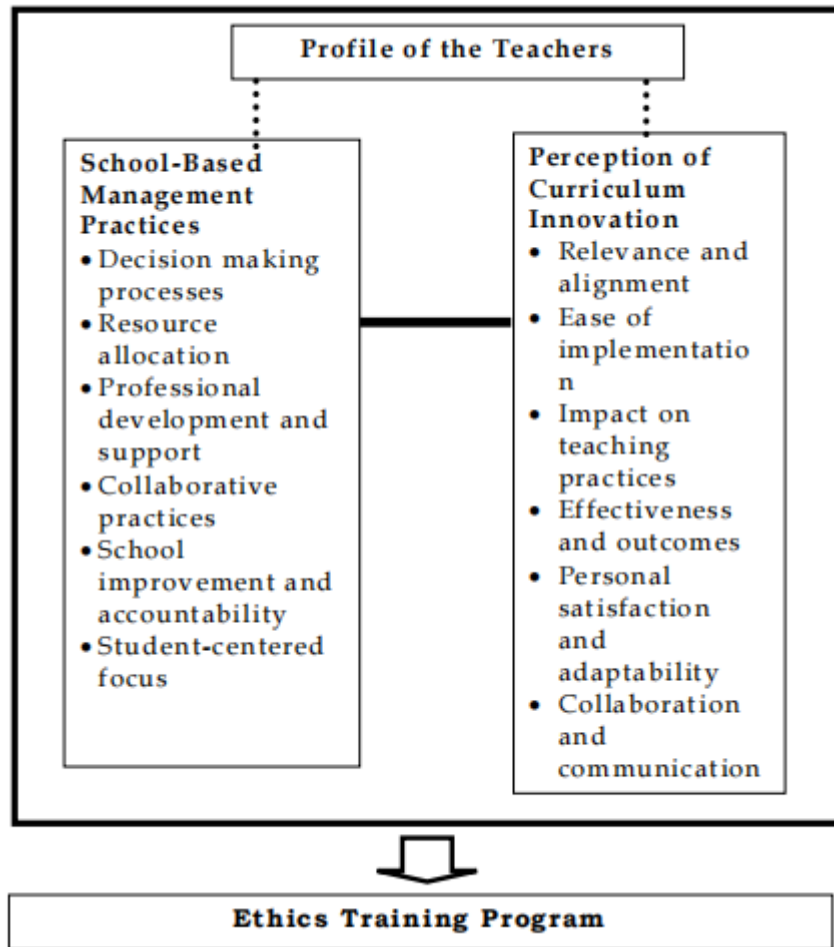 Profile of the Teachers
School-Based
Management
Practices
• Decision making
processes
• Resource
allocation
• Professional
development and
support
• Collaborative
practices
• School
improvement and
accountability
• Student-centered
focus
Perception of
Curriculum
Innovation
• Relevance and
alignment
• Ease of
implementatio
n
• Impact on
teaching
practices
• Effectiveness
and outcomes
• Personal
satisfaction
and
adaptability
• Collaboration
and
communication
Ethics Training Program